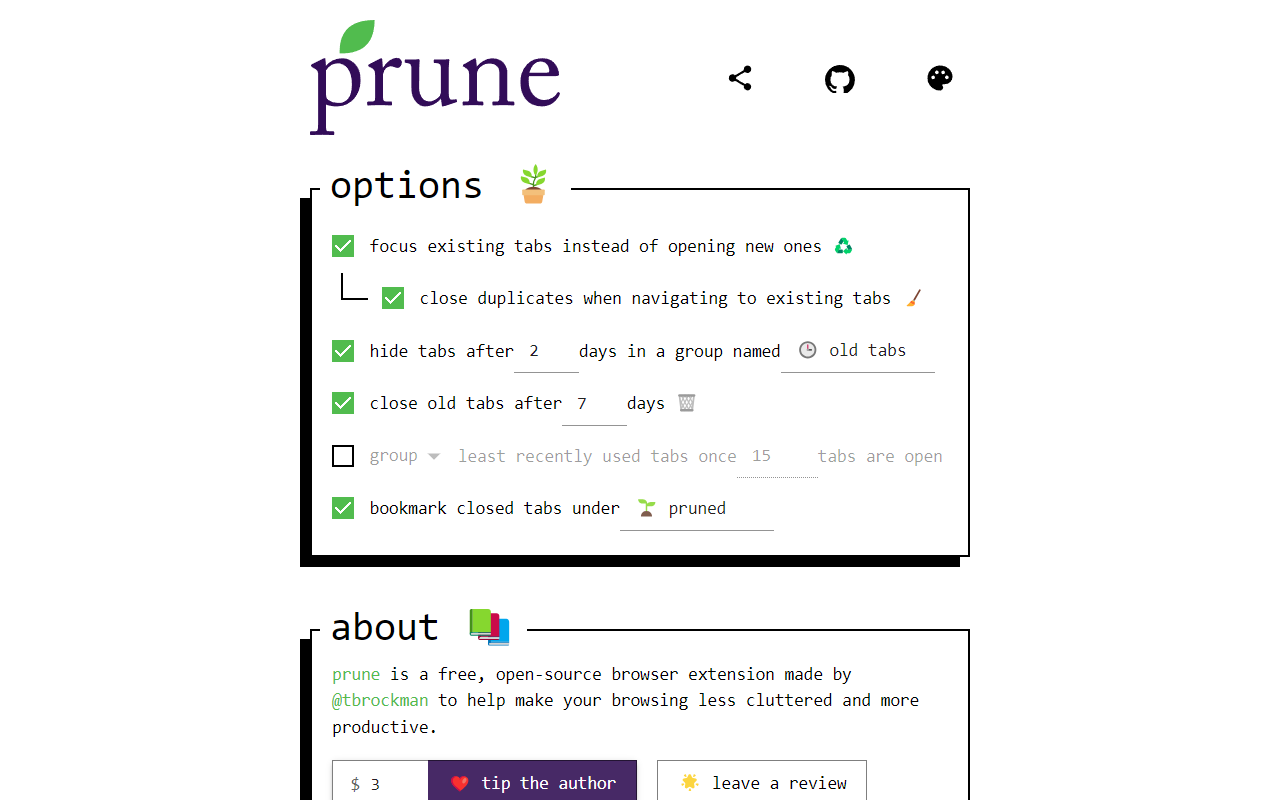 prune
options 🪴
focus existing tabs instead of opening new ones ♻️
close duplicates when navigating to existing tabs 🧹
hide tabs after 2 days in a group named 🕒 old tabs
close old tabs after 7 days 🗑️
group least recently used tabs once 15 tabs are open
bookmark closed tabs under 🌱 pruned
about 📚
prune is a free, open-source browser extension made by
@tbrockman to help make your browsing less cluttered and more
productive.
$ 3 ❤️ tip the author 🌟 leave a review